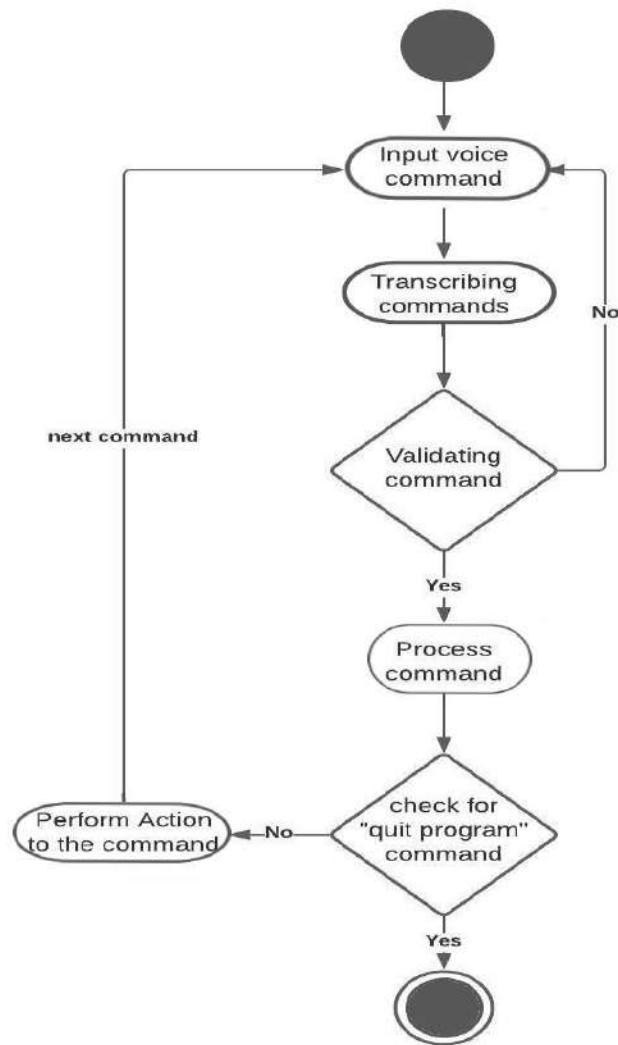 Input voice
command
Transcribing
commands
No
Validating
command
next command
Yes
Process
command
check for
"quit program"
command
No
Perform Action
to the command
Yes